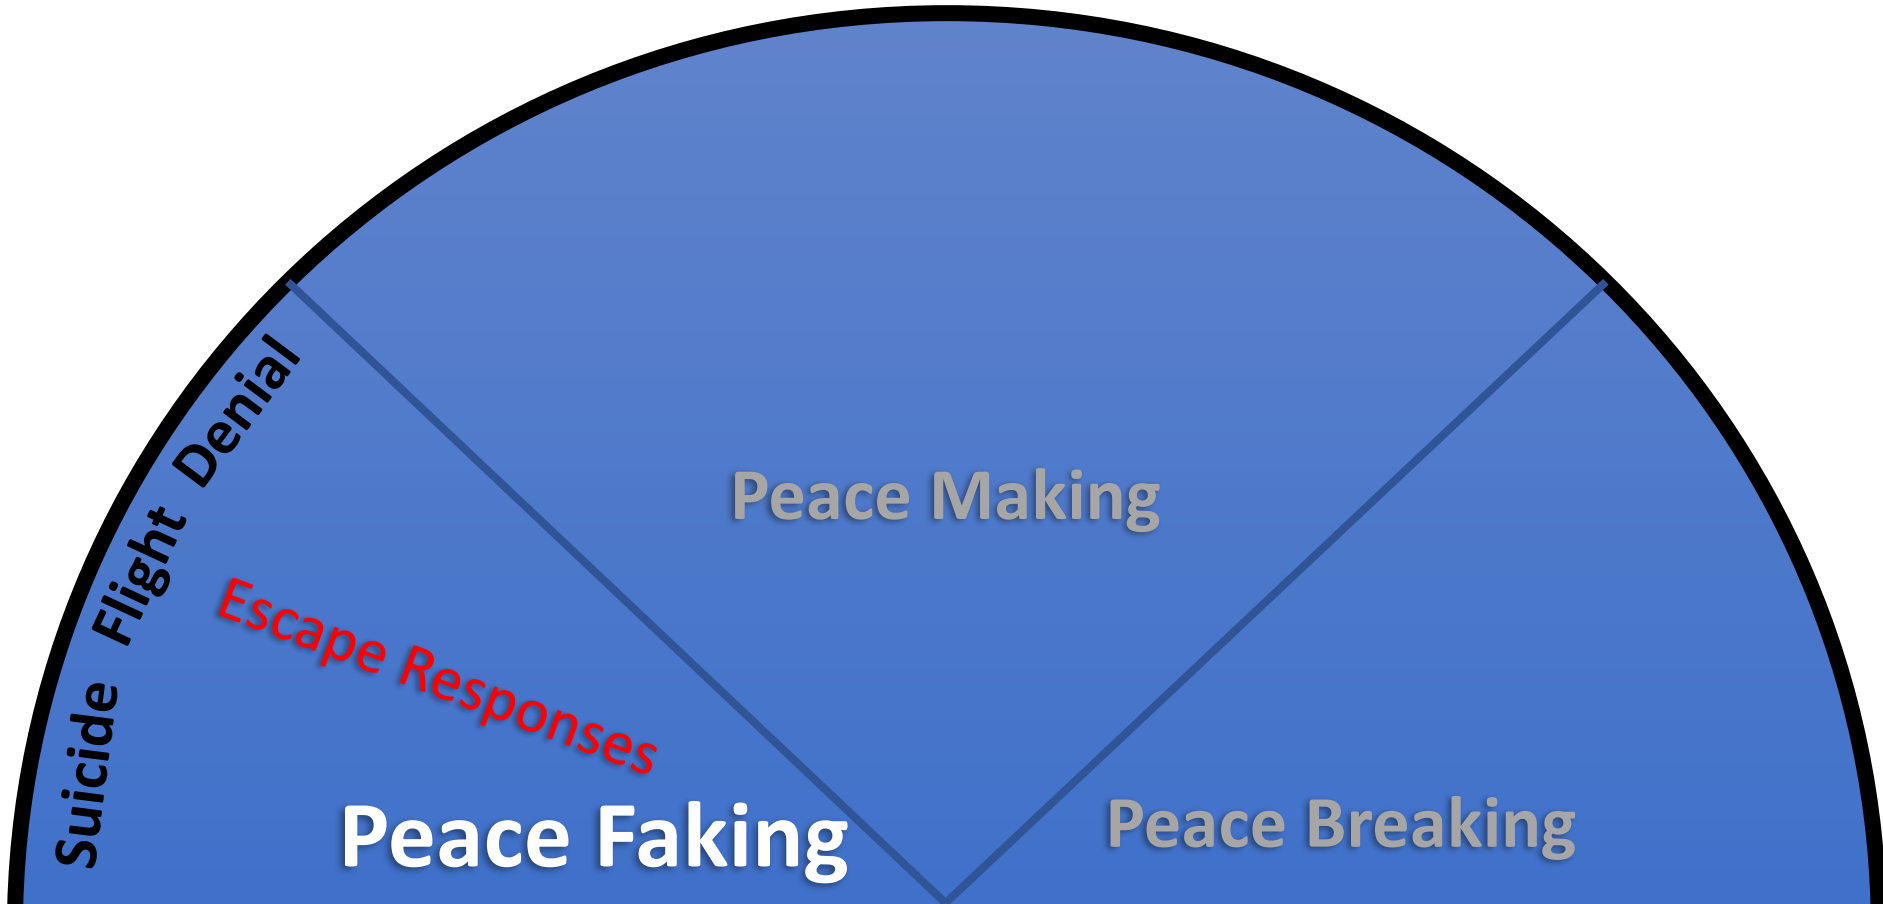 Denial
Flight
Suicide
Escape Responses
Peace Faking
Peace Making
Peace Breaking